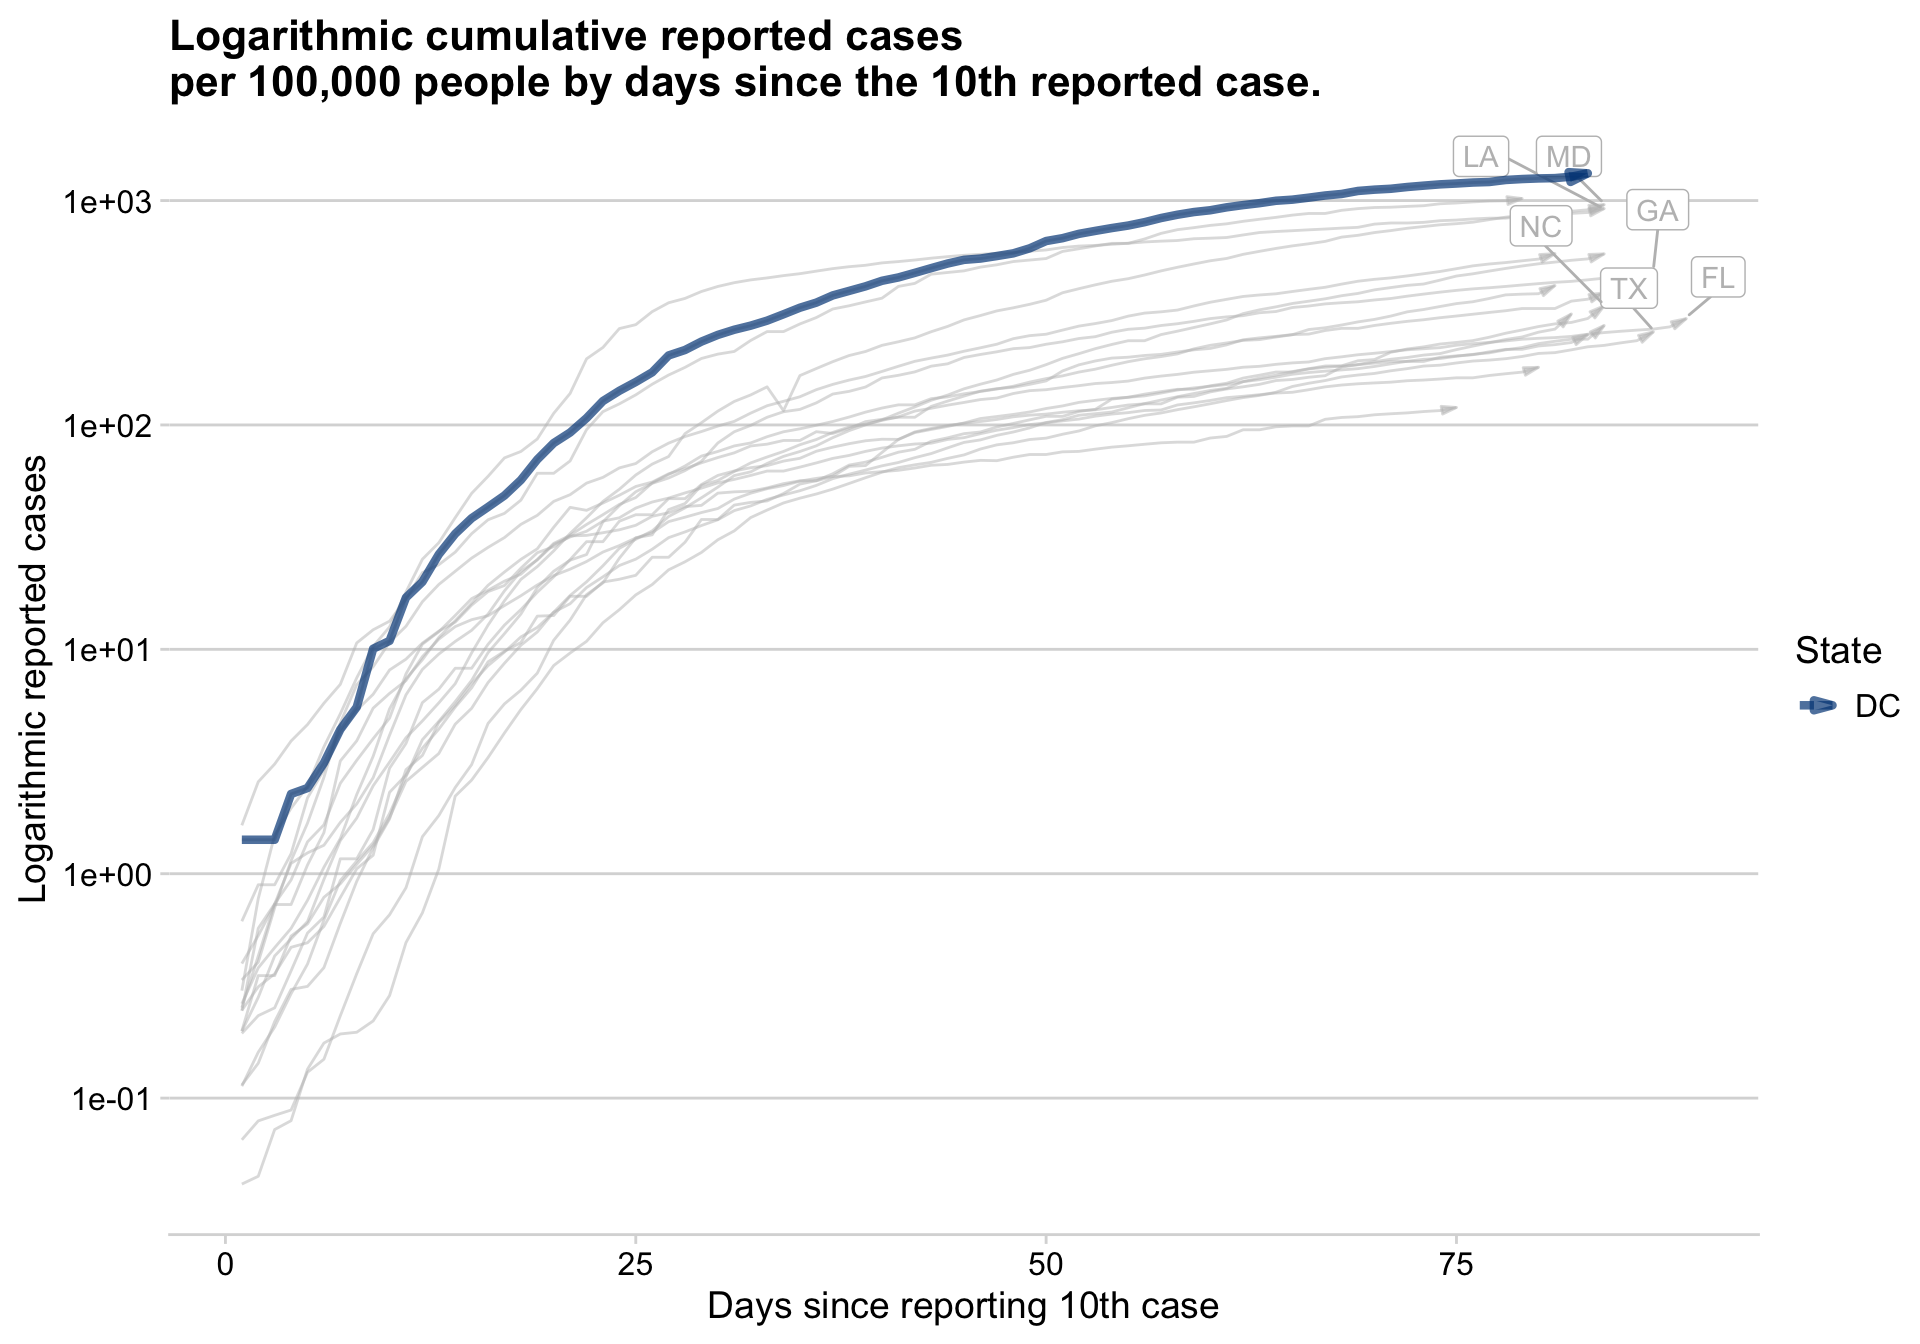 Logarithmic cumulative reported cases
per 100,000 people by days since the 10th reported case.
LA
MD
GA
NC
TX
FL
1e+03
1e+02
1e+01
1e+00
1e-01
Logarithmic reported cases
State
DC
0
25
50
75
Days since reporting 10th case